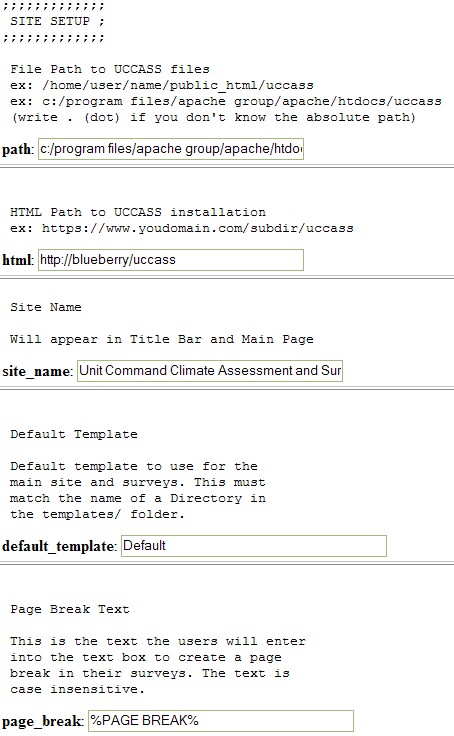 ;;;;;;;;;;;;;
SITE SETUP ;
;;;;;;;;;;;;;
File Path to UCCASS files
ex: /home/user/name/public_html/uccass
ex: c:/program files/apache group/apache/htdocs/uccass
(write . (dot) if you don't know the absolute path)
path: c:/program files/apache group/apache/htdo
HTML Path to UCCASS installation
ex: https://www.youdomain.com/subdir/uccass
html: http://blueberry/uccass
Site Name
Will appear in Title Bar and Main Page
site_name: Unit Command Climate Assessment and Sur
Default Template
Default template to use for the
main site and surveys. This must
match the name of a Directory in
the templates/ folder.
default_template: Default
Page Break Text
This is the text the users will enter
into the text box to create a page
break in their surveys. The text is
case insensitive.
page_break: %PAGE BREAK%